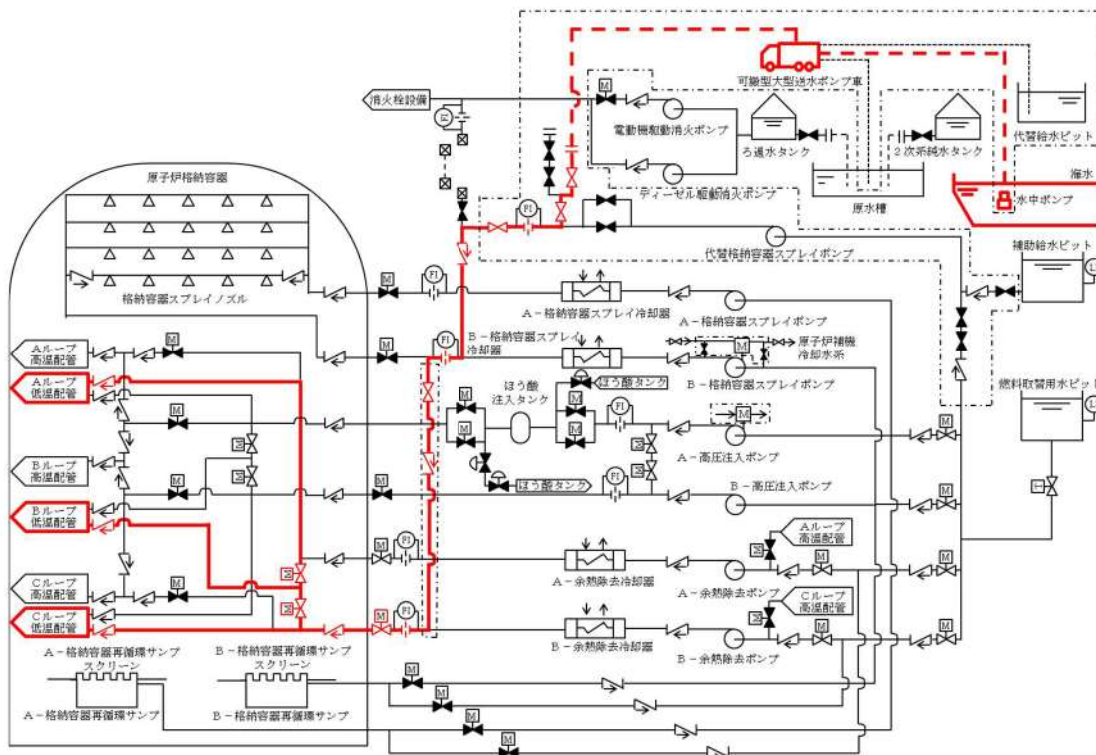 可搬型大型送水ポンプ車
消火栓設備
FI
M
電動機駆動消火ポンプ
ろ過水タンク
2次系純水タンク
代替給水ピット
海水
原子炉格納容器
ディーゼル駆動消火ポンプ
原水槽
水中ポンプ
FI
代替格納容器スプレイポンプ
補助給水ピット
L
格納容器スプレイノズル
M
FI
A-格納容器スプレイ冷却器
A-格納容器スプレイポンプ
B-格納容器スプレイ
冷却器
M
原子炉補機
冷却水系
Aループ
高温配管
M
M
FI
B-格納容器スプレイポンプ
燃料取替用水ピット
L
Aループ
低温配管
ほう酸
注入タンク
ほう酸タンク
M
M
M
M
FI
M
M
A-高圧注入ポンプ
M
Bループ
高温配管
M
M
M
M
M
M
ほう酸タンク
FI
B-高圧注入ポンプ
M
T
Bループ
低温配管
Aループ
高温配管
M
M
FI
M
M
M
A-余熱除去冷却器
A-余熱除去ポンプ
Cループ
高温配管
M
M
Cループ
高温配管
Cループ
低温配管
M
FI
M
M
M
B-余熱除去冷却器
B-余熱除去ポンプ
A-格納容器再循環サンプ
スクリーン
B-格納容器再循環サンプ
スクリーン
M
M
A-格納容器再循環サンプ
B-格納容器再循環サンプ
M
M